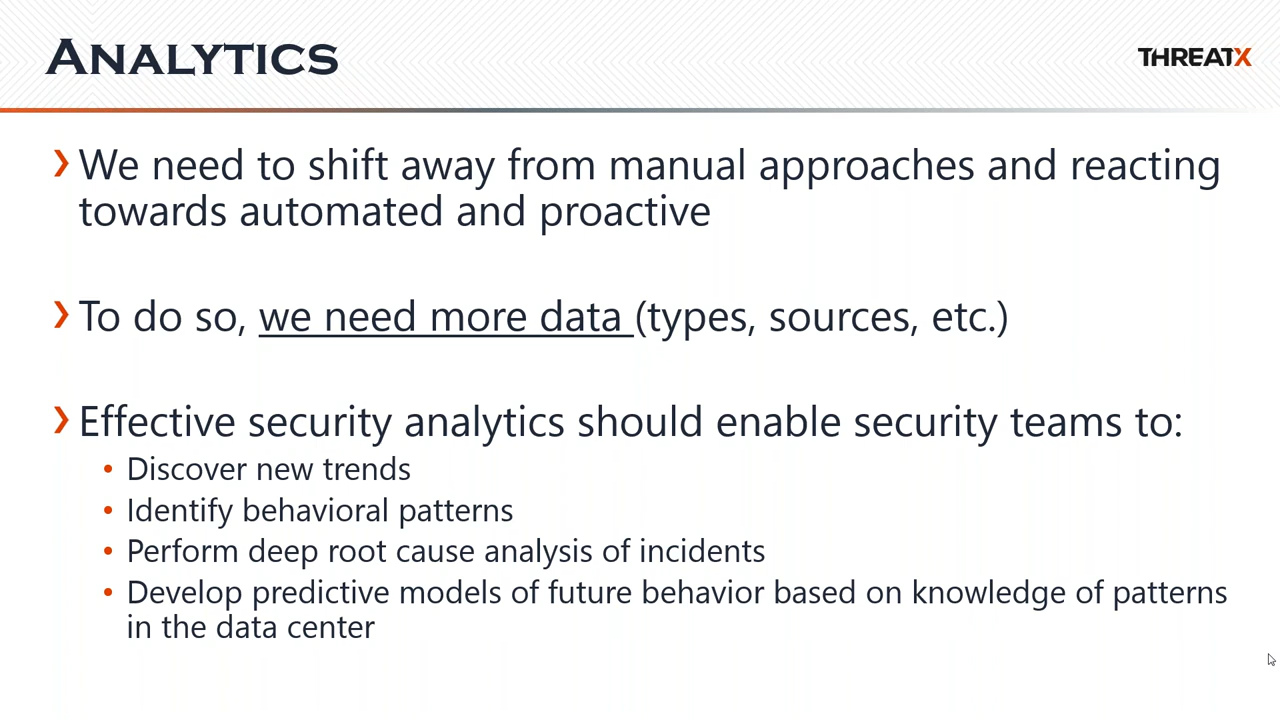 ANALYTICS
THREATX
❯ We need to shift away from manual approaches and reacting
towards automated and proactive
❯ To do so, we need more data (types, sources, etc.)
❯ Effective security analytics should enable security teams to:
• Discover new trends
• Identify behavioral patterns
• Perform deep root cause analysis of incidents
• Develop predictive models of future behavior based on knowledge of patterns
in the data center